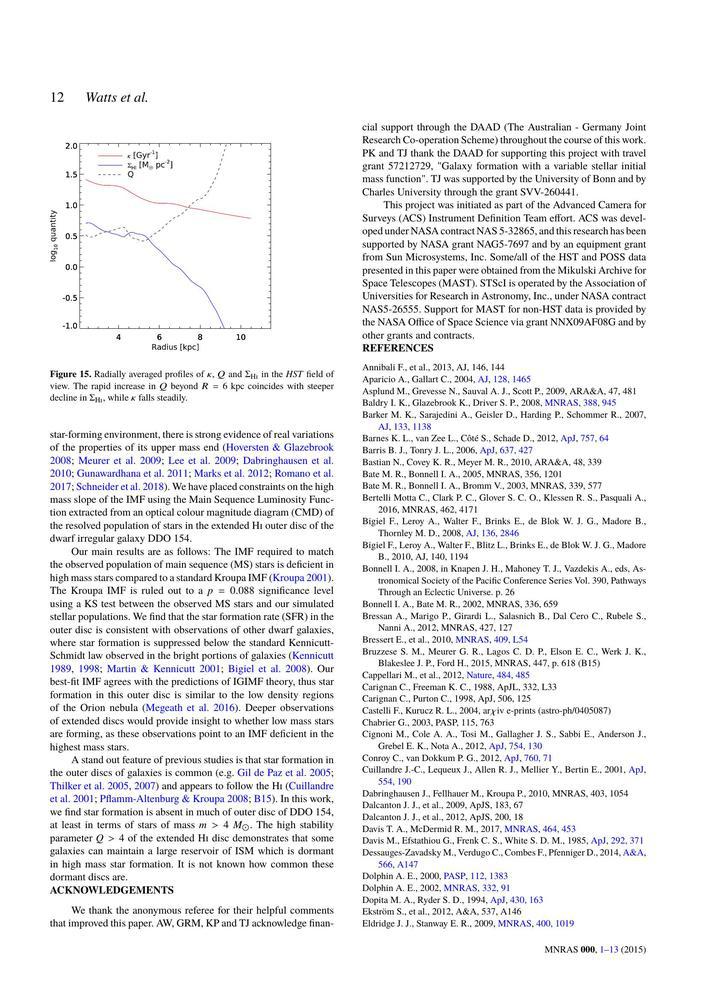 12 Watts et al.
2.0
1.5
1.0
0.5
0.0
-0.5
-1.0
log10 quantity
κ [Gyr-1]
ΣHI [M⊙ pc-2]
Q
4 6 8 10
Radius [kpc]
Figure 15. Radially averaged profiles of κ, Q and ΣHI in the HST field of
view. The rapid increase in Q beyond R = 6 kpc coincides with steeper
decline in ΣHI, while κ falls steadily.
star-forming environment, there is strong evidence of real variations
of the properties of its upper mass end (Hoversten & Glazebrook
2008; Meurer et al. 2009; Lee et al. 2009; Dabringhausen et al.
2010; Gunawardhana et al. 2011; Marks et al. 2012; Romano et al.
2017; Schneider et al. 2018). We have placed constraints on the high
mass slope of the IMF using the Main Sequence Luminosity Func-
tion extracted from an optical colour magnitude diagram (CMD) of
the resolved population of stars in the extended HI outer disc of the
dwarf irregular galaxy DDO 154.
Our main results are as follows: The IMF required to match
the observed population of main sequence (MS) stars is deficient in
high mass stars compared to a standard Kroupa IMF (Kroupa 2001).
The Kroupa IMF is ruled out to a p = 0.088 significance level
using a KS test between the observed MS stars and our simulated
stellar populations. We find that the star formation rate (SFR) in the
outer disc is consistent with observations of other dwarf galaxies,
where star formation is suppressed below the standard Kennicutt-
Schmidt law observed in the bright portions of galaxies (Kennicutt
1989, 1998; Martin & Kennicutt 2001; Bigiel et al. 2008). Our
best-fit IMF agrees with the predictions of IGIMF theory, thus star
formation in this outer disc is similar to the low density regions
of the Orion nebula (Megeath et al. 2016). Deeper observations
of extended discs would provide insight to whether low mass stars
are forming, as these observations point to an IMF deficient in the
highest mass stars.
A stand out feature of previous studies is that star formation in
the outer discs of galaxies is common (e.g. Gil de Paz et al. 2005;
Thilker et al. 2005, 2007) and appears to follow the HI (Cuillandre
et al. 2001; Pflamm-Altenburg & Kroupa 2008; B15). In this work,
we find star formation is absent in much of outer disc of DDO 154,
at least in terms of stars of mass m > 4 M⊙. The high stability
parameter Q > 4 of the extended HI disc demonstrates that some
galaxies can maintain a large reservoir of ISM which is dormant
in high mass star formation. It is not known how common these
dormant discs are.
ACKNOWLEDGEMENTS
We thank the anonymous referee for their helpful comments
that improved this paper. AW, GRM, KP and TJ acknowledge finan-
cial support through the DAAD (The Australian - Germany Joint
Research Co-operation Scheme) throughout the course of this work.
PK and TJ thank the DAAD for supporting this project with travel
grant 57212729, "Galaxy formation with a variable stellar initial
mass function". TJ was supported by the University of Bonn and by
Charles University through the grant SVV-260441.
This project was initiated as part of the Advanced Camera for
Surveys (ACS) Instrument Definition Team effort. ACS was devel-
oped under NASA contract NAS 5-32865, and this research has been
supported by NASA grant NAG5-7697 and by an equipment grant
from Sun Microsystems, Inc. Some/all of the HST and POSS data
presented in this paper were obtained from the Mikulski Archive for
Space Telescopes (MAST). STScI is operated by the Association of
Universities for Research in Astronomy, Inc., under NASA contract
NAS5-26555. Support for MAST for non-HST data is provided by
the NASA Office of Space Science via grant NNX09AF08G and by
other grants and contracts.
REFERENCES
Annibali F., et al., 2013, AJ, 146, 144
Aparicio A., Gallart C., 2004, AJ, 128, 1465
Asplund M., Grevesse N., Sauval A. J., Scott P., 2009, ARA&A, 47, 481
Baldry I. K., Glazebrook K., Driver S. P., 2008, MNRAS, 388, 945
Barker M. K., Sarajedini A., Geisler D., Harding P., Schommer R., 2007,
AJ, 133, 1138
Barnes K. L., van Zee L., Côté S., Schade D., 2012, ApJ, 757, 64
Barris B. J., Tonry J. L., 2006, ApJ, 637, 427
Bastian N., Covey K. R., Meyer M. R., 2010, ARA&A, 48, 339
Bate M. R., Bonnell I. A., 2005, MNRAS, 356, 1201
Bate M. R., Bonnell I. A., Bromm V., 2003, MNRAS, 339, 577
Bertelli Motta C., Clark P. C., Glover S. C. O., Klessen R. S., Pasquali A.,
2016, MNRAS, 462, 4171
Bigiel F., Leroy A., Walter F., Brinks E., de Blok W. J. G., Madore B.,
Thornley M. D., 2008, AJ, 136, 2846
Bigiel F., Leroy A., Walter F., Blitz L., Brinks E., de Blok W. J. G., Madore
B., 2010, AJ, 140, 1194
Bonnell I. A., 2008, in Knapen J. H., Mahoney T. J., Vazdekis A., eds, As-
tronomical Society of the Pacific Conference Series Vol. 390, Pathways
Through an Eclectic Universe. p. 26
Bonnell I. A., Bate M. R., 2002, MNRAS, 336, 659
Bressan A., Marigo P., Girardi L., Salasnich B., Dal Cero C., Rubele S.,
Nanni A., 2012, MNRAS, 427, 127
Bressert E., et al., 2010, MNRAS, 409, L54
Bruzzese S. M., Meurer G. R., Lagos C. D. P., Elson E. C., Werk J. K.,
Blakeslee J. P., Ford H., 2015, MNRAS, 447, p. 618 (B15)
Cappellari M., et al., 2012, Nature, 484, 485
Carignan C., Freeman K. C., 1988, ApJL, 332, L33
Carignan C., Purton C., 1998, ApJ, 506, 125
Castelli F., Kurucz R. L., 2004, arχiv e-prints (astro-ph/0405087)
Chabrier G., 2003, PASP, 115, 763
Cignoni M., Cole A. A., Tosi M., Gallagher J. S., Sabbi E., Anderson J.,
Grebel E. K., Nota A., 2012, ApJ, 754, 130
Conroy C., van Dokkum P. G., 2012, ApJ, 760, 71
Cuillandre J.-C., Lequeux J., Allen R. J., Mellier Y., Bertin E., 2001, ApJ,
554, 190
Dabringhausen J., Fellhauer M., Kroupa P., 2010, MNRAS, 403, 1054
Dalcanton J. J., et al., 2009, ApJS, 183, 67
Dalcanton J. J., et al., 2012, ApJS, 200, 18
Davis T. A., McDermid R. M., 2017, MNRAS, 464, 453
Davis M., Efstathiou G., Frenk C. S., White S. D. M., 1985, ApJ, 292, 371
Dessauges-Zavadsky M., Verdugo C., Combes F., Pfenniger D., 2014, A&A,
566, A147
Dolphin A. E., 2000, PASP, 112, 1383
Dolphin A. E., 2002, MNRAS, 332, 91
Dopita M. A., Ryder S. D., 1994, ApJ, 430, 163
Ekström S., et al., 2012, A&A, 537, A146
Eldridge J. J., Stanway E. R., 2009, MNRAS, 400, 1019
MNRAS 000, 1–13 (2015)